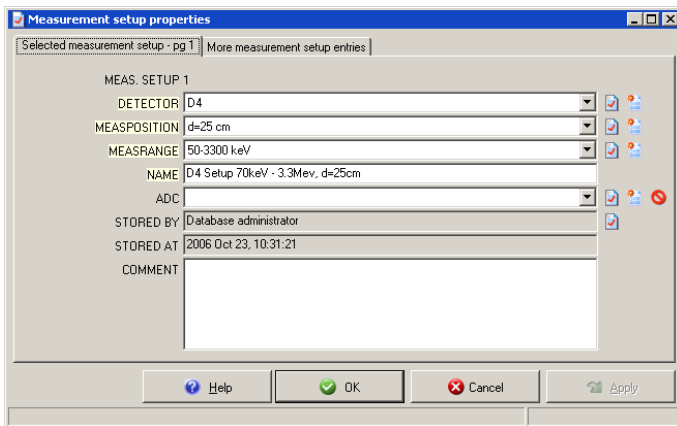 Measurement setup properties
Selected measurement setup - pg 1 More measurement setup entries
MEAS. SETUP 1
DETECTOR D4
MEASPOSITION d=25 cm
MEASRANGE 50-3300 keV
NAME D4 Setup 70keV - 3.3Mev, d=25cm
ADC
STORED BY Database administrator
STORED AT 2006 Oct 23, 10:31:21
COMMENT
Help OK Cancel Apply